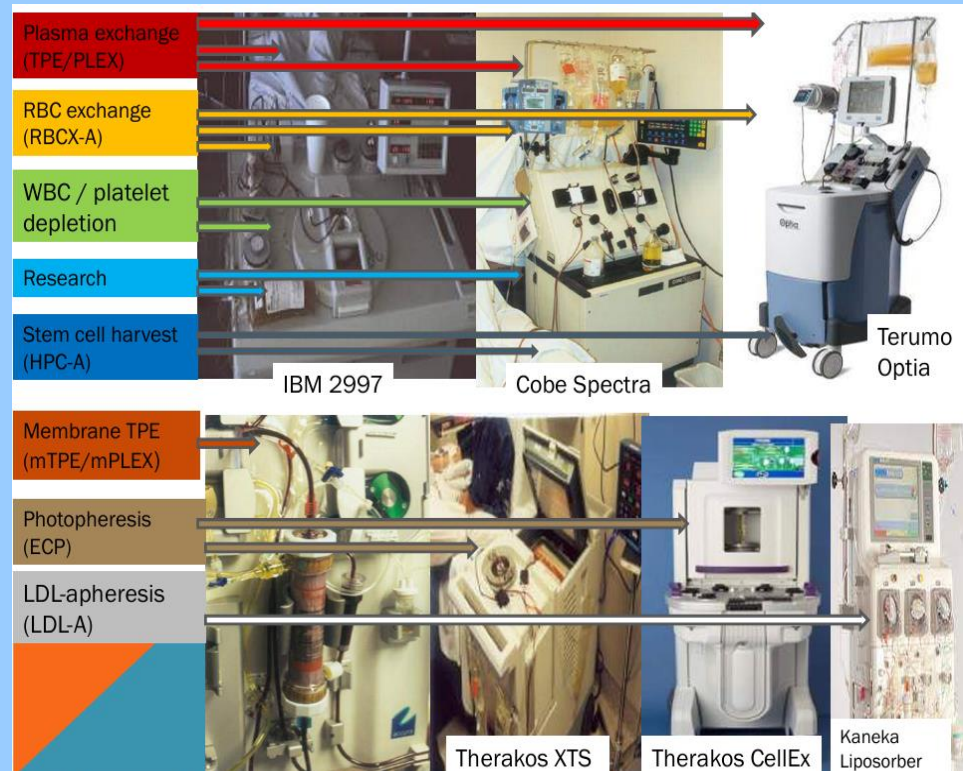 Plasma exchange
(TPE/PLEX)
RBC exchange
(RBCX-A)
WBC / platelet
depletion
Research
Stem cell harvest
(HPC-A)
IBM 2997
Cobe Spectra
Optia
Terumo
Optia
Membrane TPE
(mTPE/mPLEX)
Photopheresis
(ECP)
LDL-apheresis
(LDL-A)
Therakos XTS
Therakos CellEx
Kaneka
Liposorber